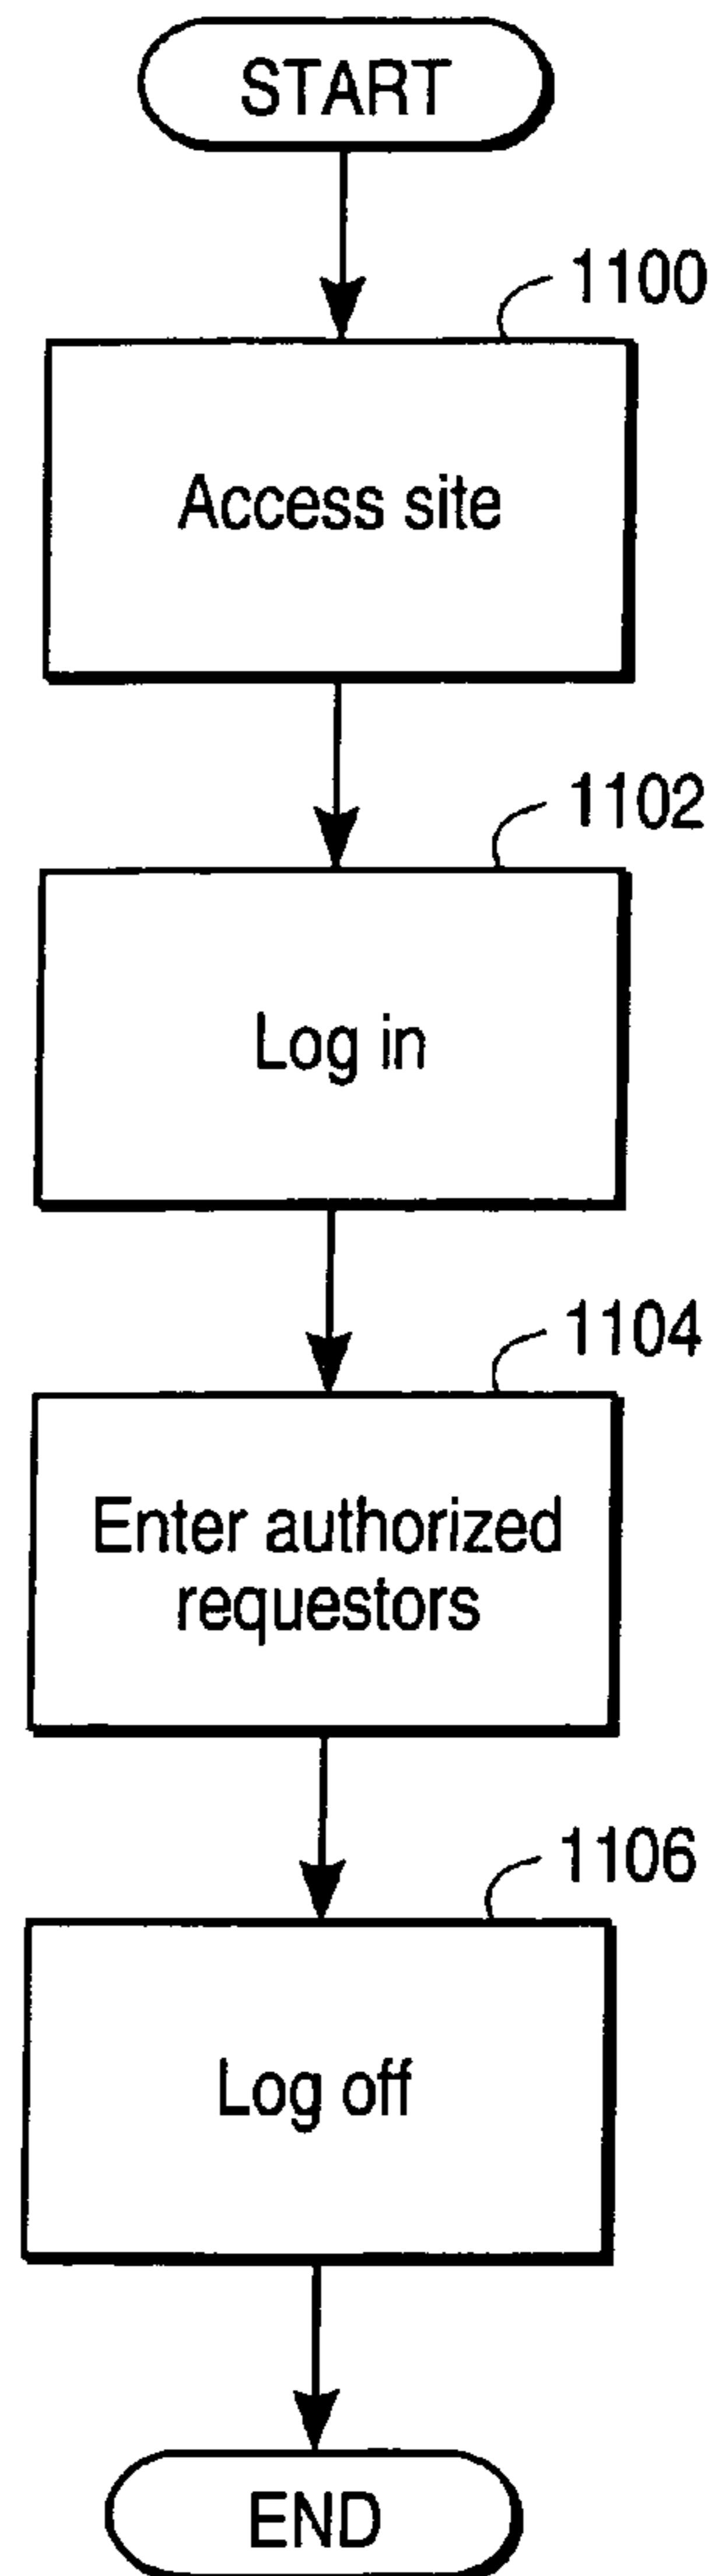 START
1100
Access site
1102
Log in
1104
Enter authorized
requestors
1106
Log off
END